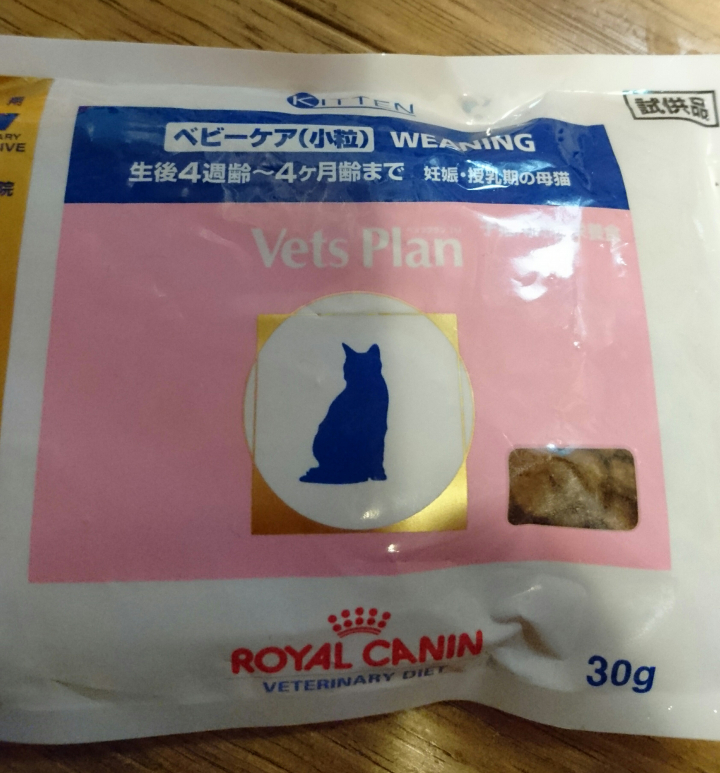 KITTEN
試供品
ベビーケア(小粒) WEANING
生後4週齢～4ヶ月齢まで 妊娠・授乳期の母猫
Vets Plan
ROYAL CANIN
VETERINARY DIET
30g
院